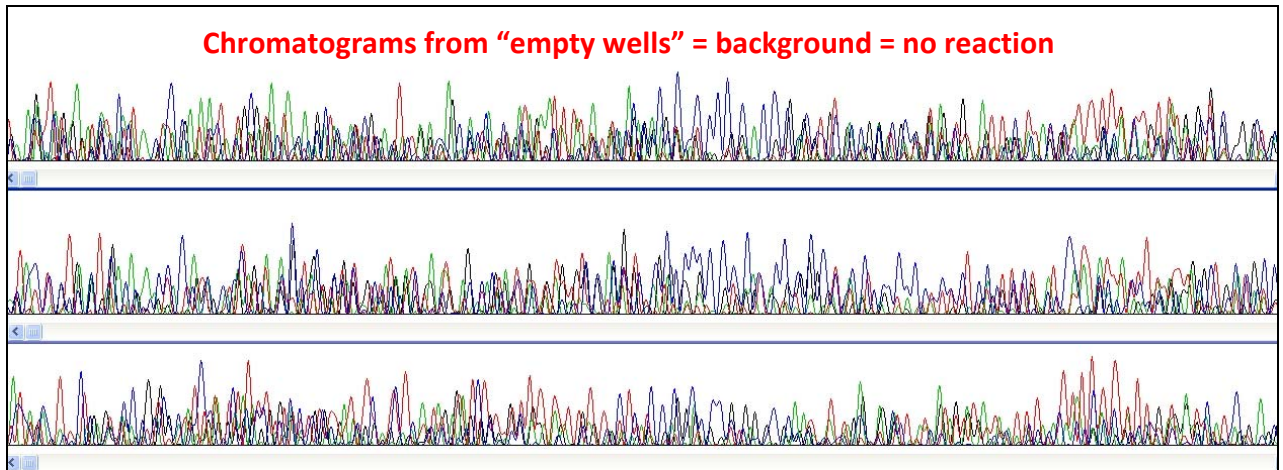 Chromatograms from “empty wells” = background = no reaction